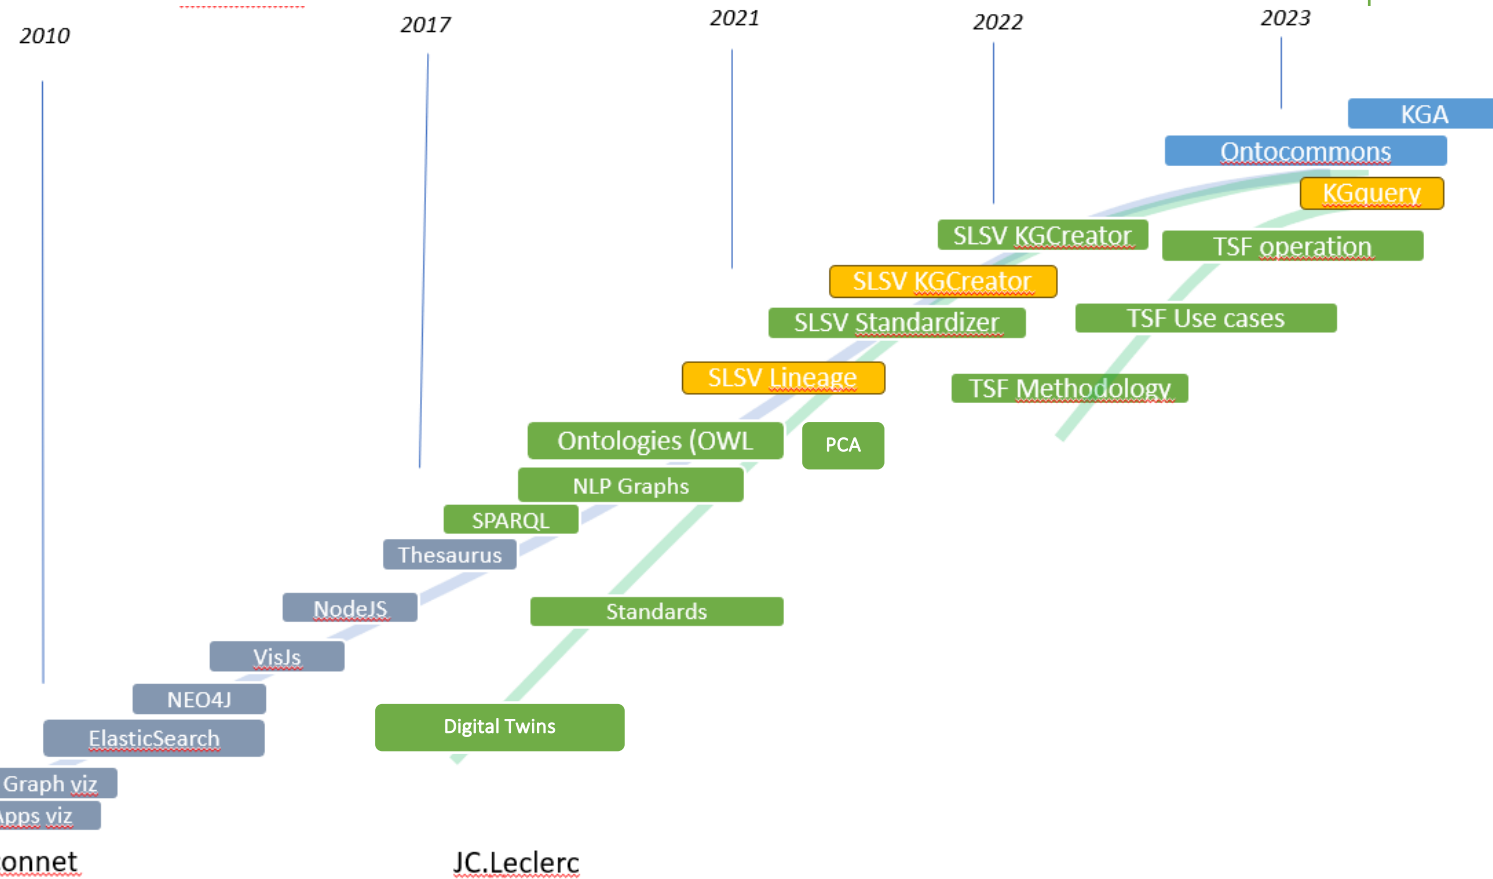 2010
2017
2021
2022
2023
KGA
Ontocommons
KGquery
SLSV KGCreator
TSF operation
SLSV KGCreator
SLSV Standardizer
TSF Use cases
SLSV Lineage
TSF Methodology
Ontologies (OWL
PCA
NLP Graphs
SPARQL
Thesaurus
NodeJS
Standards
VisJs
NEO4J
Digital Twins
ElasticSearch
Graph viz
Apps viz
onnet
JC.Leclerc